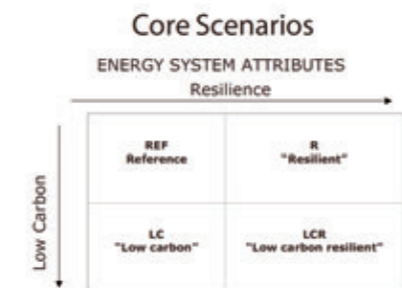 Core Scenarios
ENERGY SYSTEM ATTRIBUTES
Resilience
Low Carbon
REF
Reference
R
"Resilient"
LC
"Low carbon"
LCR
"Low carbon resilient"